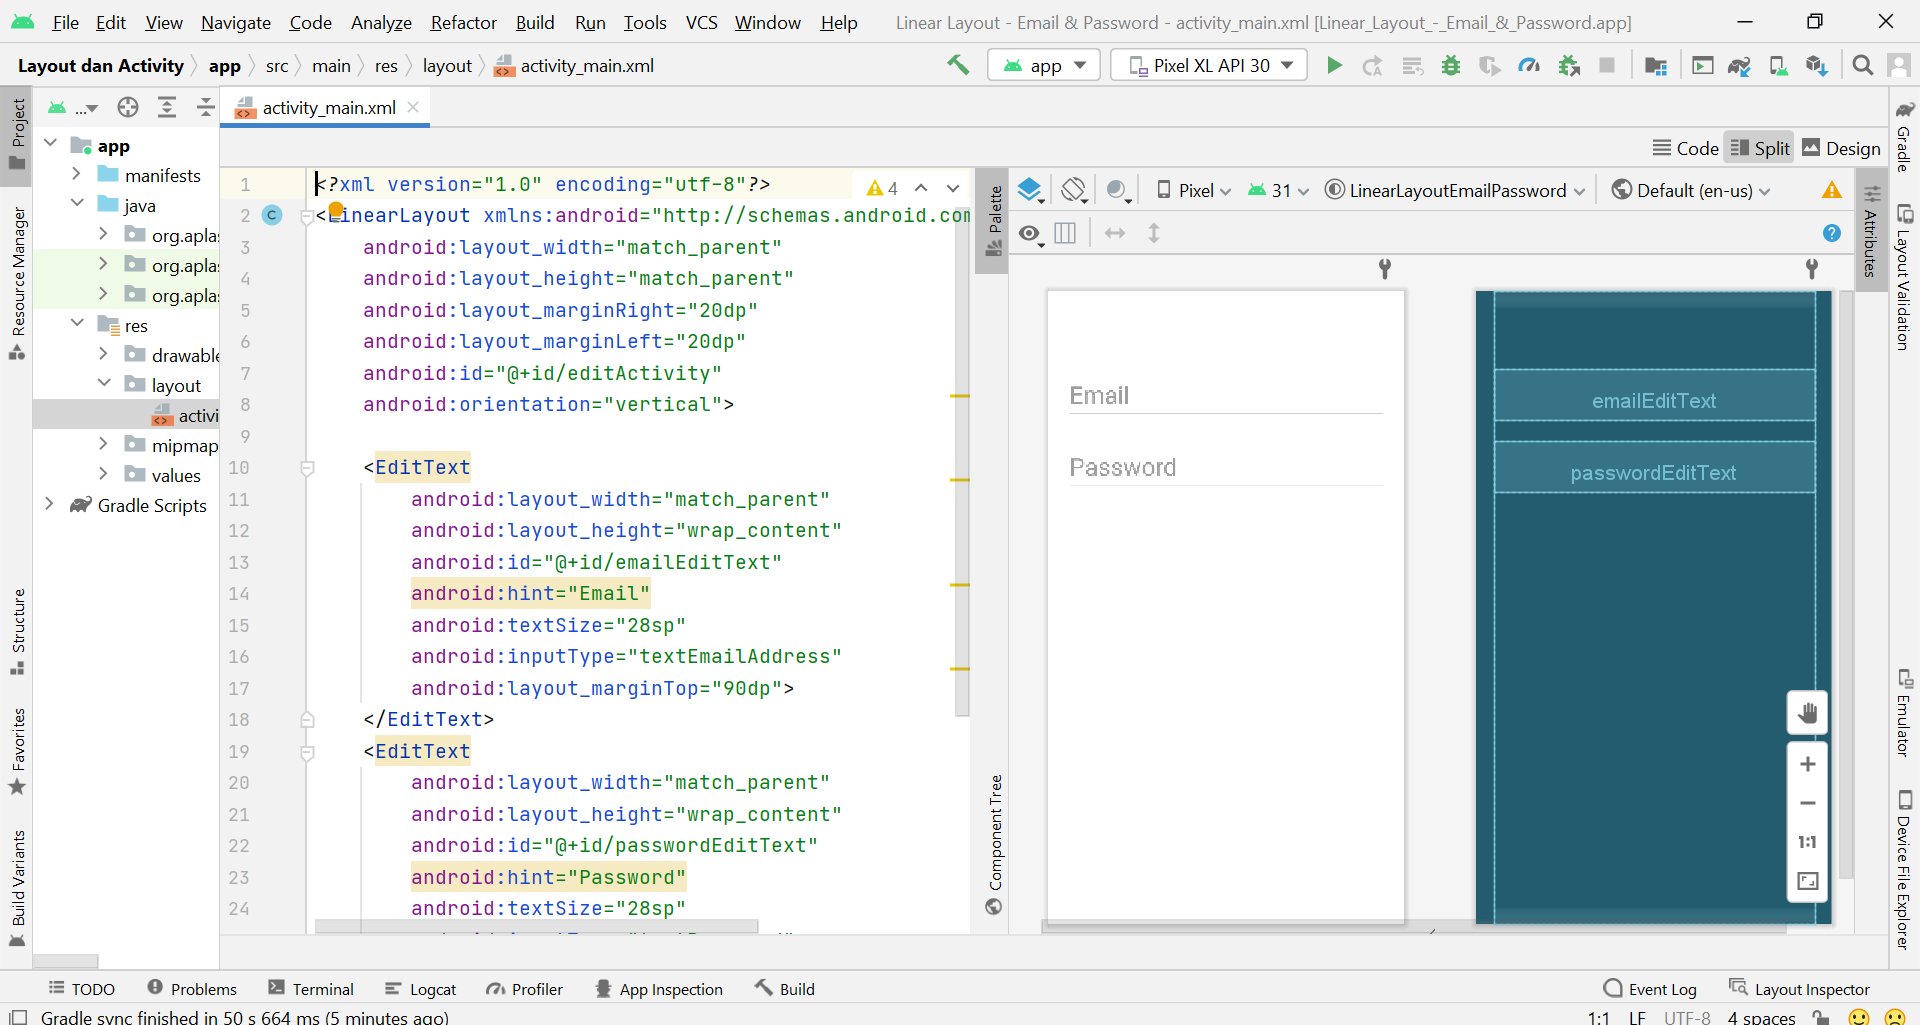 File Edit View Navigate Code Analyze Refactor Build Run Tools VCS Window Help Linear Layout - Email & Password - activity_main.xml [Linear_Layout_-_Email_&_Password.app]
Layout dan Activity app src main res layout activity_main.xml app Pixel XL API 30
Project
Resource Manager
Structure
Favorites
Build Variants
...
app
manifests
java
org.aplas
org.aplas
org.aplas
res
drawable
layout
activi
mipmap
values
Gradle Scripts
activity_main.xml
Code Split Design
4
1 <?xml version="1.0" encoding="utf-8"?>
2 <LinearLayout xmlns:android="http://schemas.android.com
3 android:layout_width="match_parent"
4 android:layout_height="match_parent"
5 android:layout_marginRight="20dp"
6 android:layout_marginLeft="20dp"
7 android:id="@+id/editActivity"
8 android:orientation="vertical">
9
10 <EditText
11 android:layout_width="match_parent"
12 android:layout_height="wrap_content"
13 android:id="@+id/emailEditText"
14 android:hint="Email"
15 android:textSize="28sp"
16 android:inputType="textEmailAddress"
17 android:layout_marginTop="90dp">
18 </EditText>
19 <EditText
20 android:layout_width="match_parent"
21 android:layout_height="wrap_content"
22 android:id="@+id/passwordEditText"
23 android:hint="Password"
24 android:textSize="28sp"
Palette
Component Tree
Pixel 31 LinearLayoutEmailPassword Default (en-us)
Email
Password
emailEditText
passwordEditText
1:1
Attributes
Gradle
Layout Validation
Emulator
Device File Explorer
TODO Problems Terminal Logcat Profiler App Inspection Build Event Log Layout Inspector
Gradle sync finished in 50 s 664 ms (5 minutes ago) 1:1 LF UTF-8 4 spaces